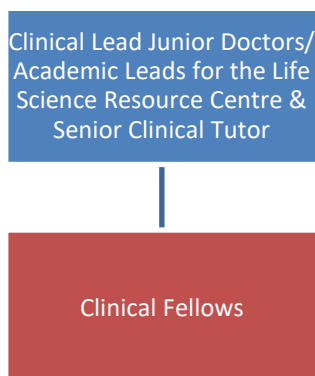 Clinical Lead Junior Doctors/
Academic Leads for the Life
Science Resource Centre &
Senior Clinical Tutor
Clinical Fellows